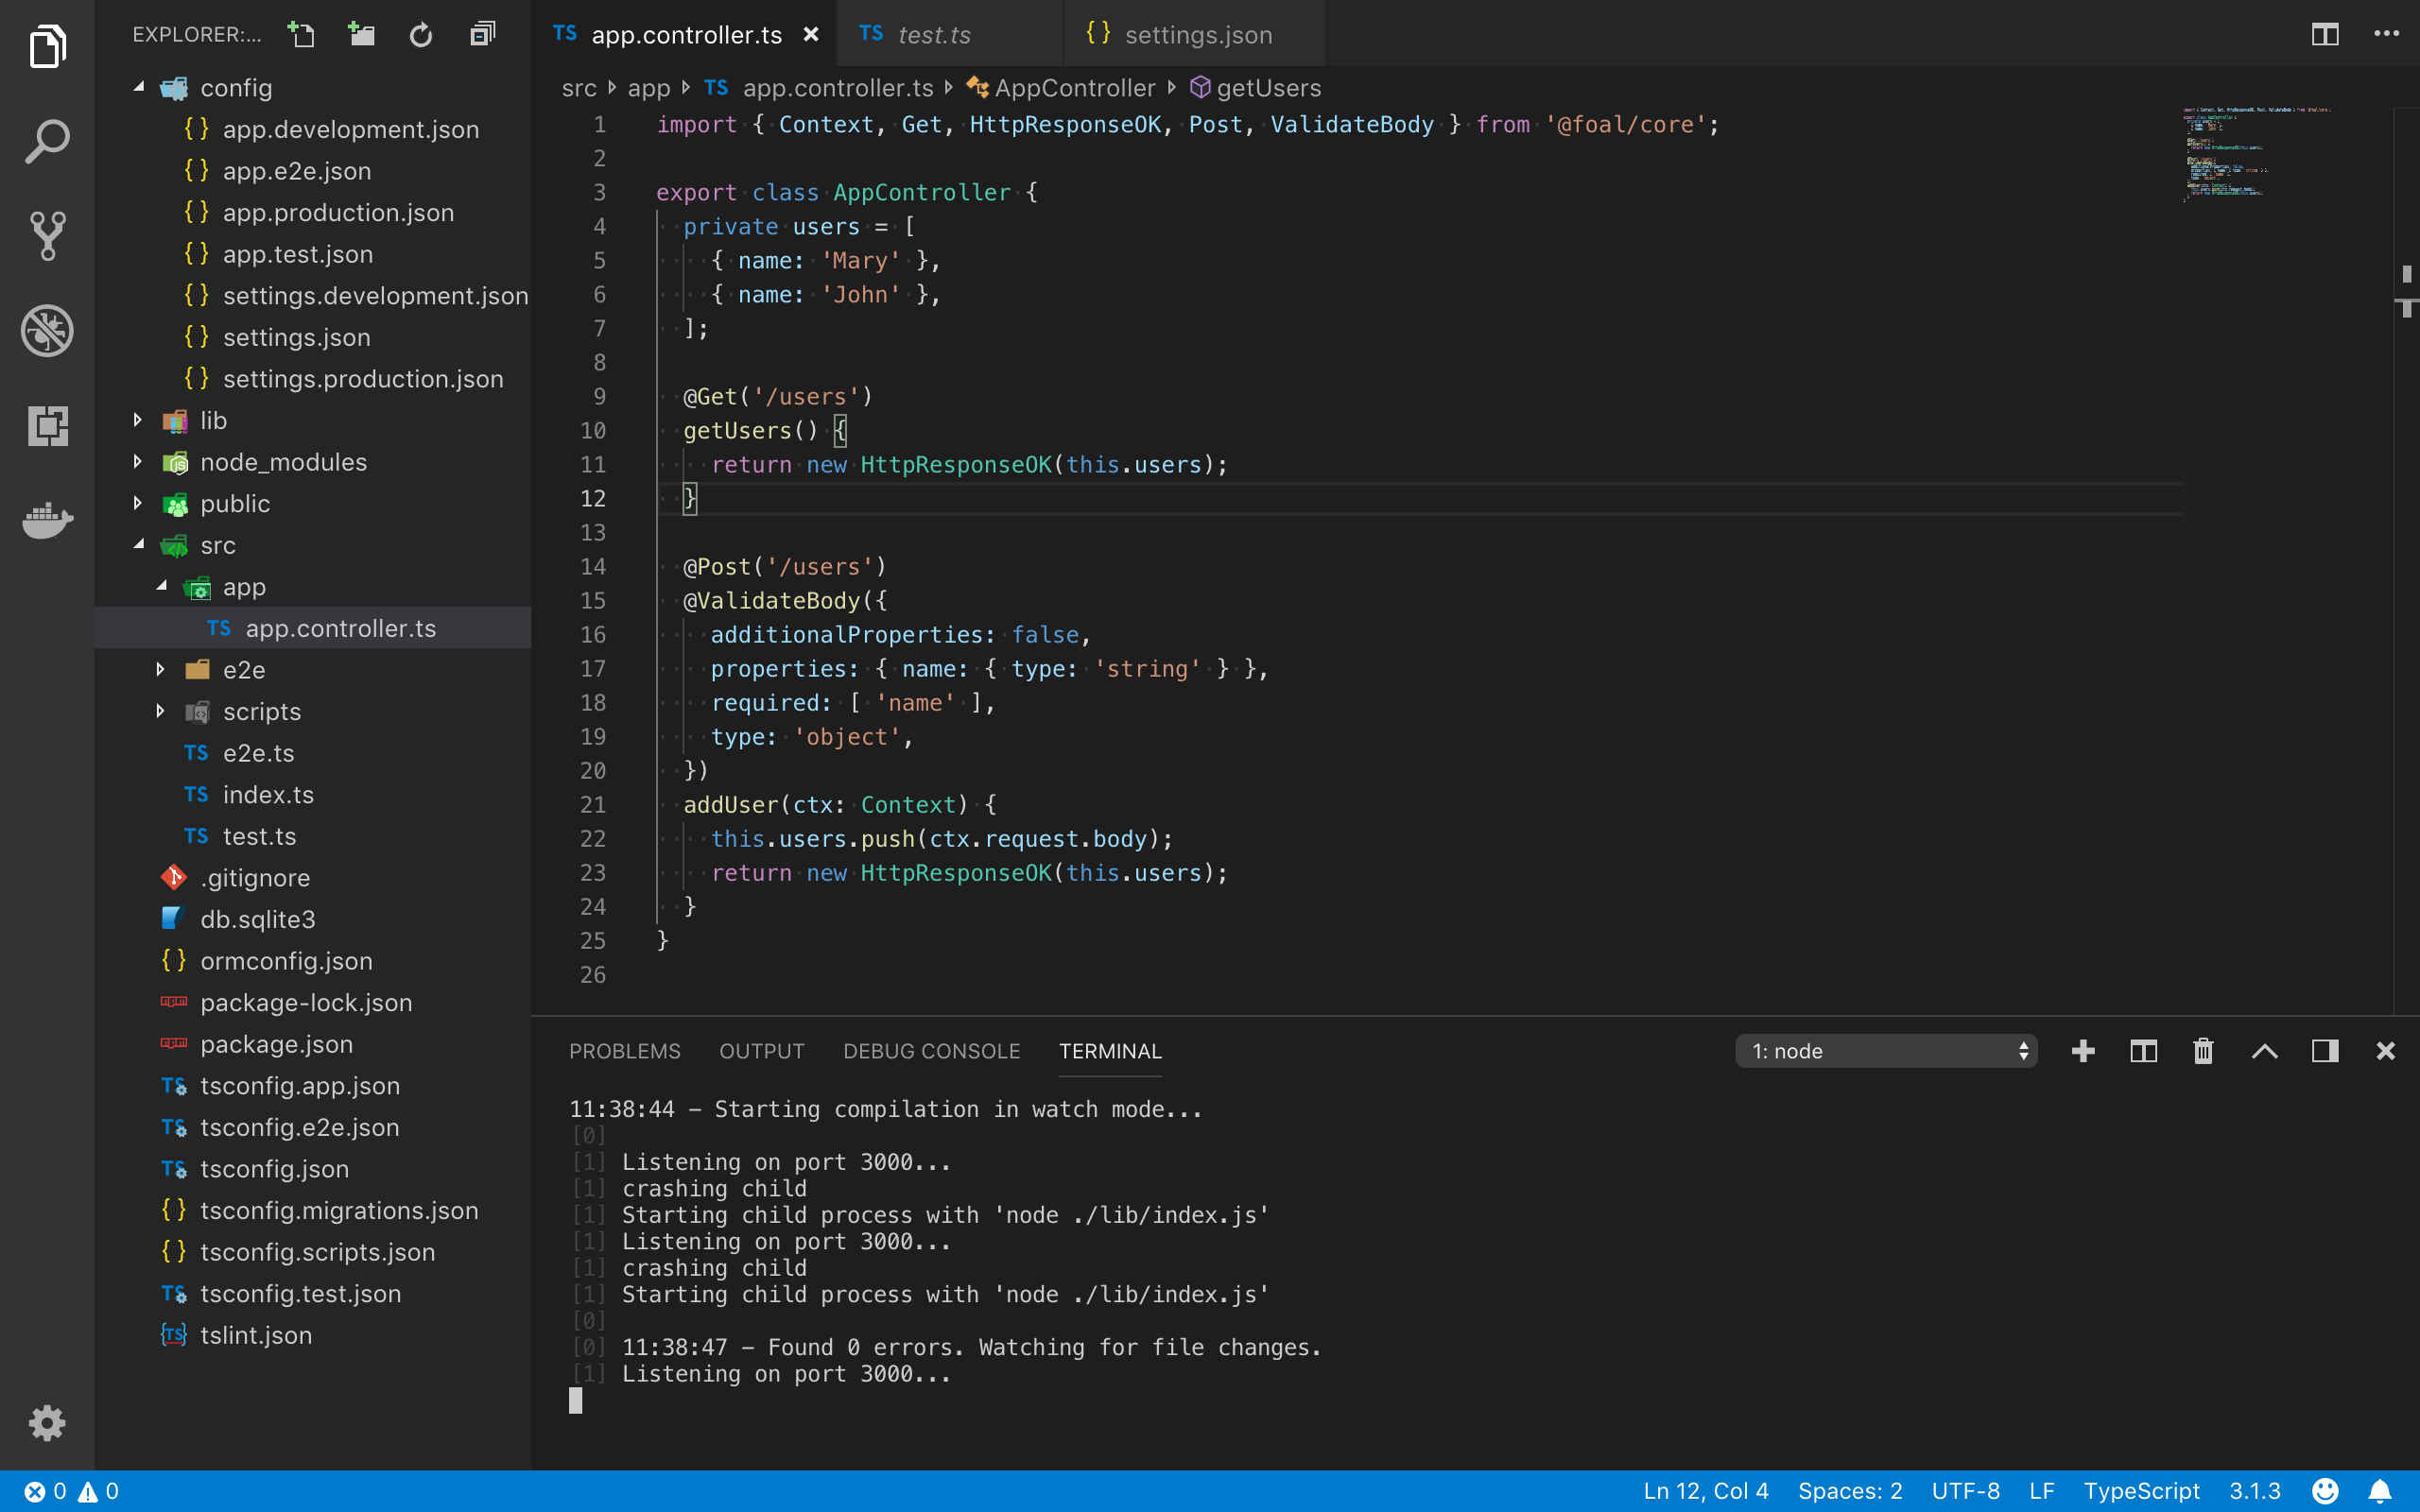 EXPLORER:...
config
{ } app.development.json
{ } app.e2e.json
{ } app.production.json
{ } app.test.json
{ } settings.development.json
{ } settings.json
{ } settings.production.json
lib
node_modules
public
src
app
TS app.controller.ts
e2e
scripts
TS e2e.ts
TS index.ts
TS test.ts
.gitignore
db.sqlite3
{ } ormconfig.json
package-lock.json
package.json
TS tsconfig.app.json
TS tsconfig.e2e.json
TS tsconfig.json
{ } tsconfig.migrations.json
{ } tsconfig.scripts.json
TS tsconfig.test.json
{TS} tslint.json
TS app.controller.ts × TS test.ts { } settings.json
src app TS app.controller.ts AppController getUsers
1 import { Context, Get, HttpResponseOK, Post, ValidateBody } from '@foal/core';
2
3 export class AppController {
4 private users = [
5 { name: 'Mary' },
6 { name: 'John' },
7 ];
8
9 @Get('/users')
10 getUsers() {
11 return new HttpResponseOK(this.users);
12 }
13
14 @Post('/users')
15 @ValidateBody({
16 additionalProperties: false,
17 properties: { name: { type: 'string' } },
18 required: [ 'name' ],
19 type: 'object',
20 })
21 addUser(ctx: Context) {
22 this.users.push(ctx.request.body);
23 return new HttpResponseOK(this.users);
24 }
25 }
26
PROBLEMS OUTPUT DEBUG CONSOLE TERMINAL 1: node
11:38:44 – Starting compilation in watch mode...
[0]
[1] Listening on port 3000...
[1] crashing child
[1] Starting child process with 'node ./lib/index.js'
[1] Listening on port 3000...
[1] crashing child
[1] Starting child process with 'node ./lib/index.js'
[0]
[0] 11:38:47 – Found 0 errors. Watching for file changes.
[1] Listening on port 3000...
0 0 Ln 12, Col 4 Spaces: 2 UTF-8 LF TypeScript 3.1.3